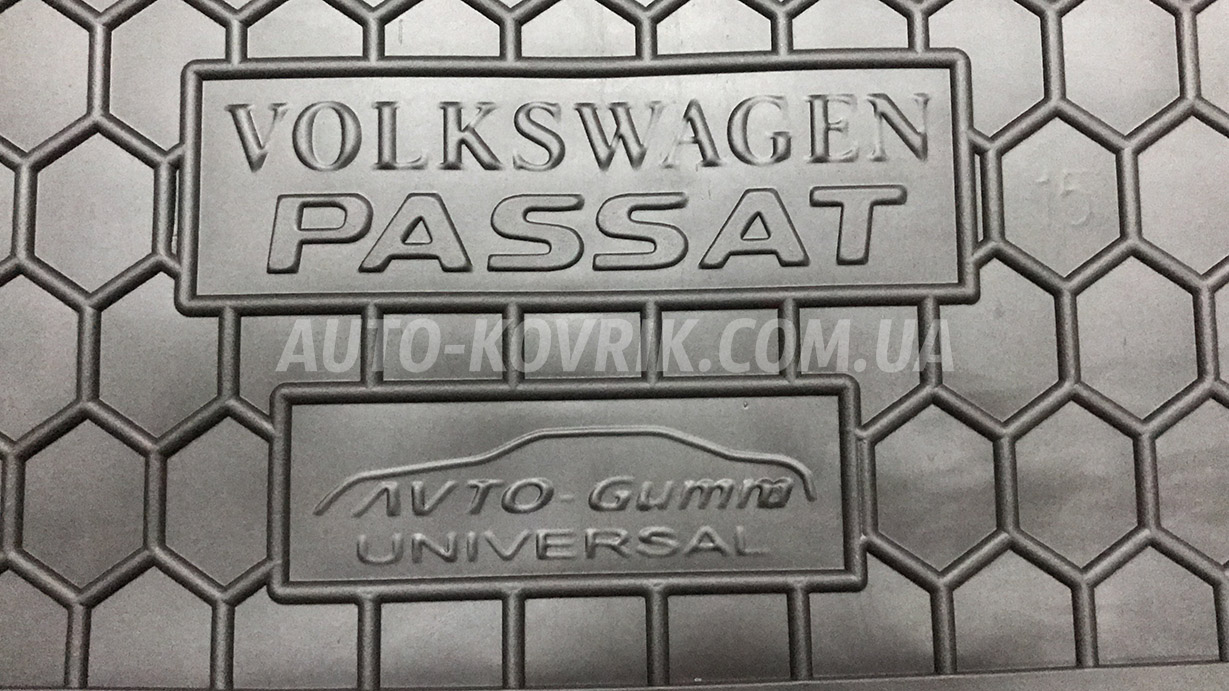 VOLKSWAGEN
PASSAT
15
AUTO-KOVRIK.COM.UA
AVTO-Gumm
UNIVERSAL